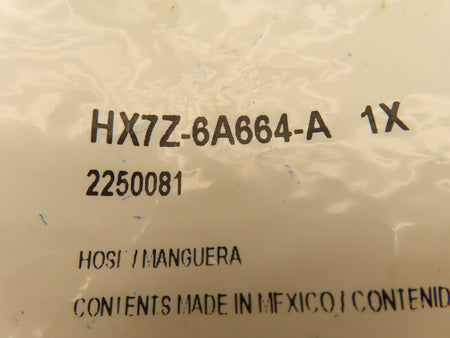 HX7Z-6A664-A 1X
2250081
HOSE / MANGUERA
CONTENTS MADE IN MEXICO / CONTENID